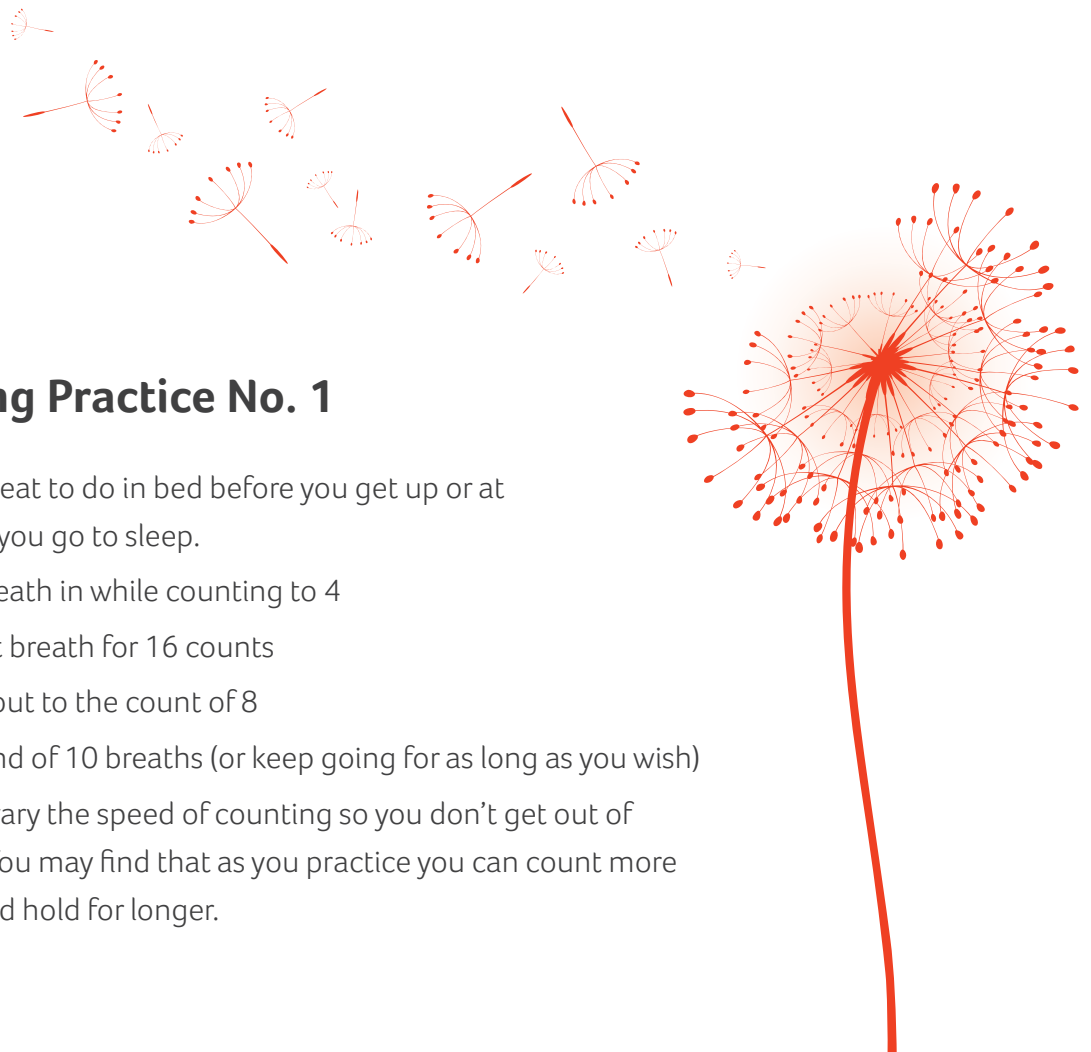 ng Practice No. 1
eat to do in bed before you get up or at
you go to sleep.
eath in while counting to 4
t breath for 16 counts
out to the count of 8
nd of 10 breaths (or keep going for as long as you wish)
ary the speed of counting so you don’t get out of
You may find that as you practice you can count more
d hold for longer.